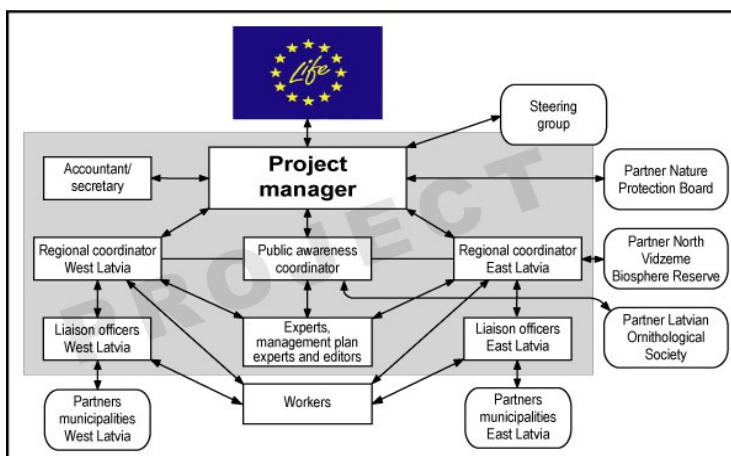 Life
Steering
group
Project
manager
Accountant/
secretary
Partner Nature
Protection Board
PROJECT
Regional coordinator
West Latvia
Public awareness
coordinator
Regional coordinator
East Latvia
Partner North
Vidzeme
Biosphere Reserve
Liaison officers
West Latvia
Experts,
management plan
experts and editors
Liaison officers
East Latvia
Partner Latvian
Ornithological
Society
Partners
municipalities
West Latvia
Workers
Partners
municipalities
East Latvia